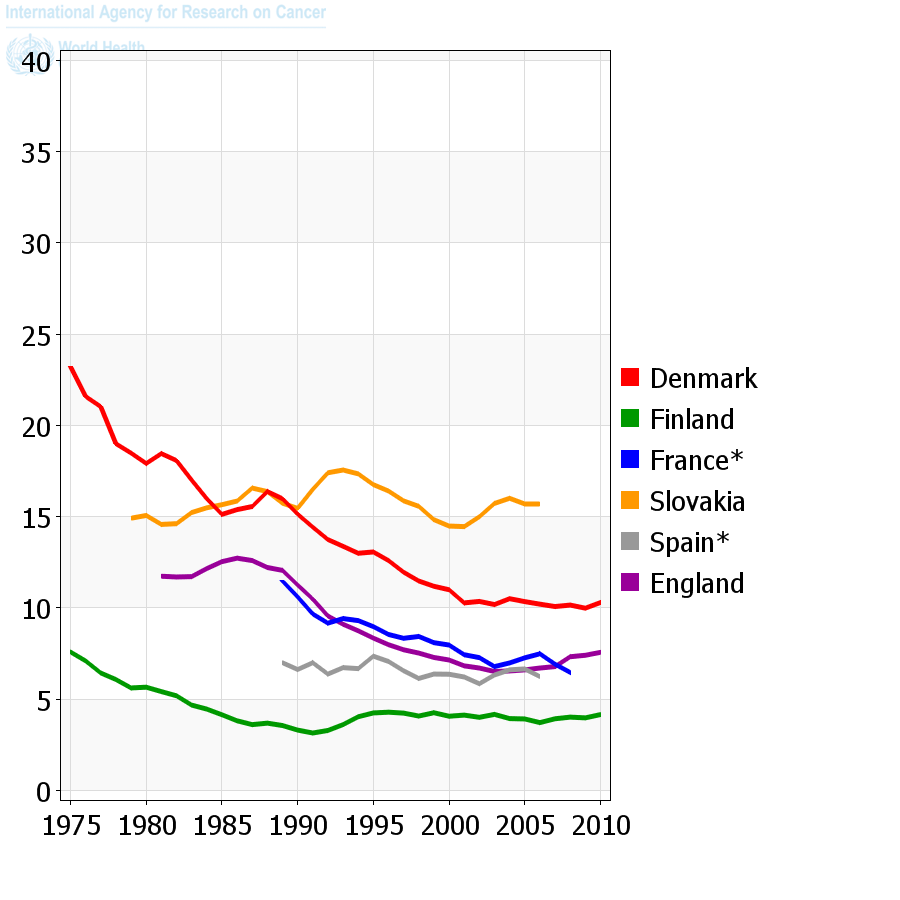 International Agency for Research on Cancer
World Health
40
35
30
25
20
15
10
5
0
1975 1980 1985 1990 1995 2000 2005 2010
Denmark
Finland
France*
Slovakia
Spain*
England